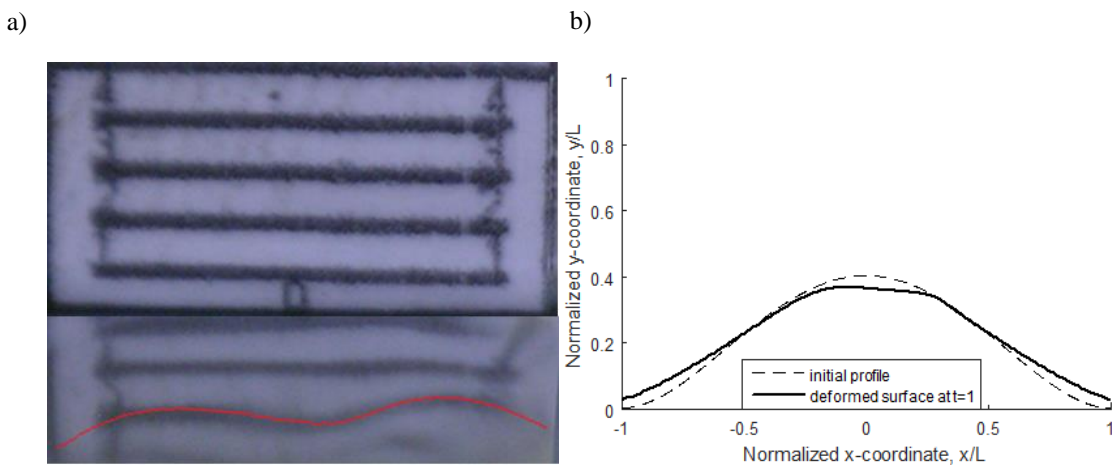 a)
b)
1
0.8
0.6
0.4
0.2
0
Normalized y-coordinate, y/L
initial profile
deformed surface at t=1
-1
-0.5
0
0.5
1
Normalized x-coordinate, x/L